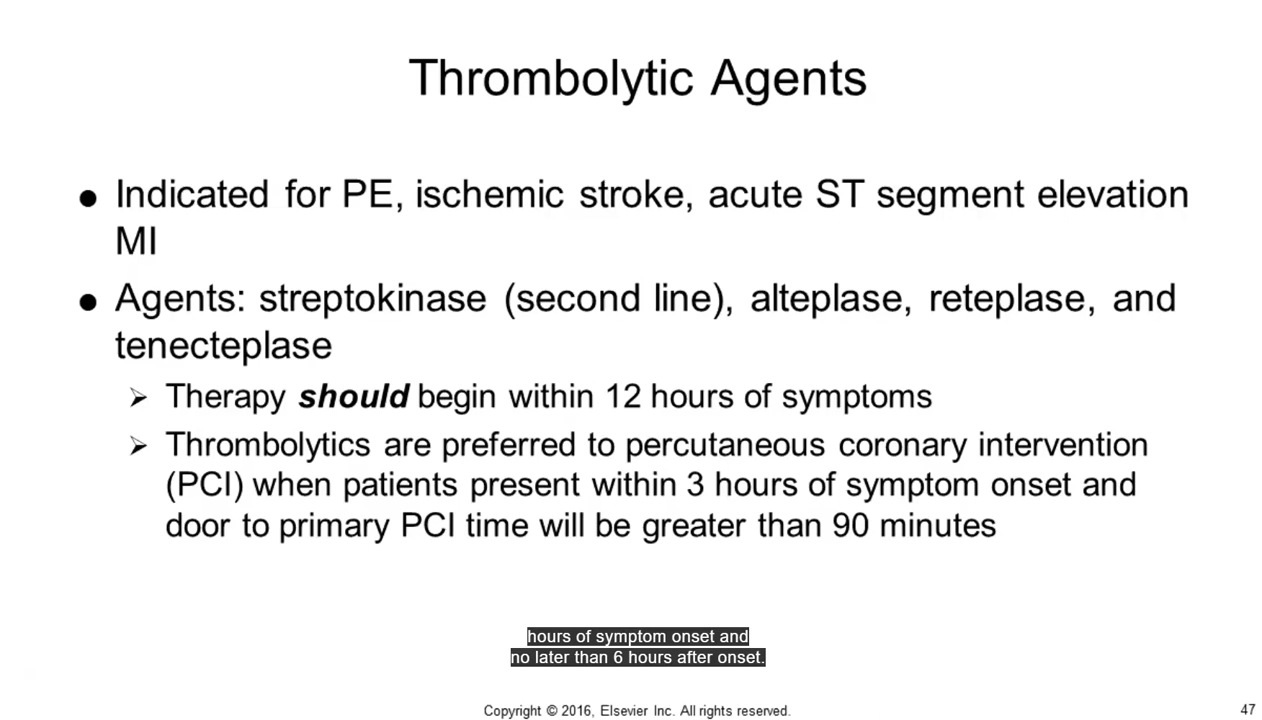 Thrombolytic Agents
● Indicated for PE, ischemic stroke, acute ST segment elevation
MI
● Agents: streptokinase (second line), alteplase, reteplase, and
tenecteplase
➢ Therapy should begin within 12 hours of symptoms
➢ Thrombolytics are preferred to percutaneous coronary intervention
(PCI) when patients present within 3 hours of symptom onset and
door to primary PCI time will be greater than 90 minutes
hours of symptom onset and
no later than 6 hours after onset.
Copyright © 2016, Elsevier Inc. All rights reserved.
47